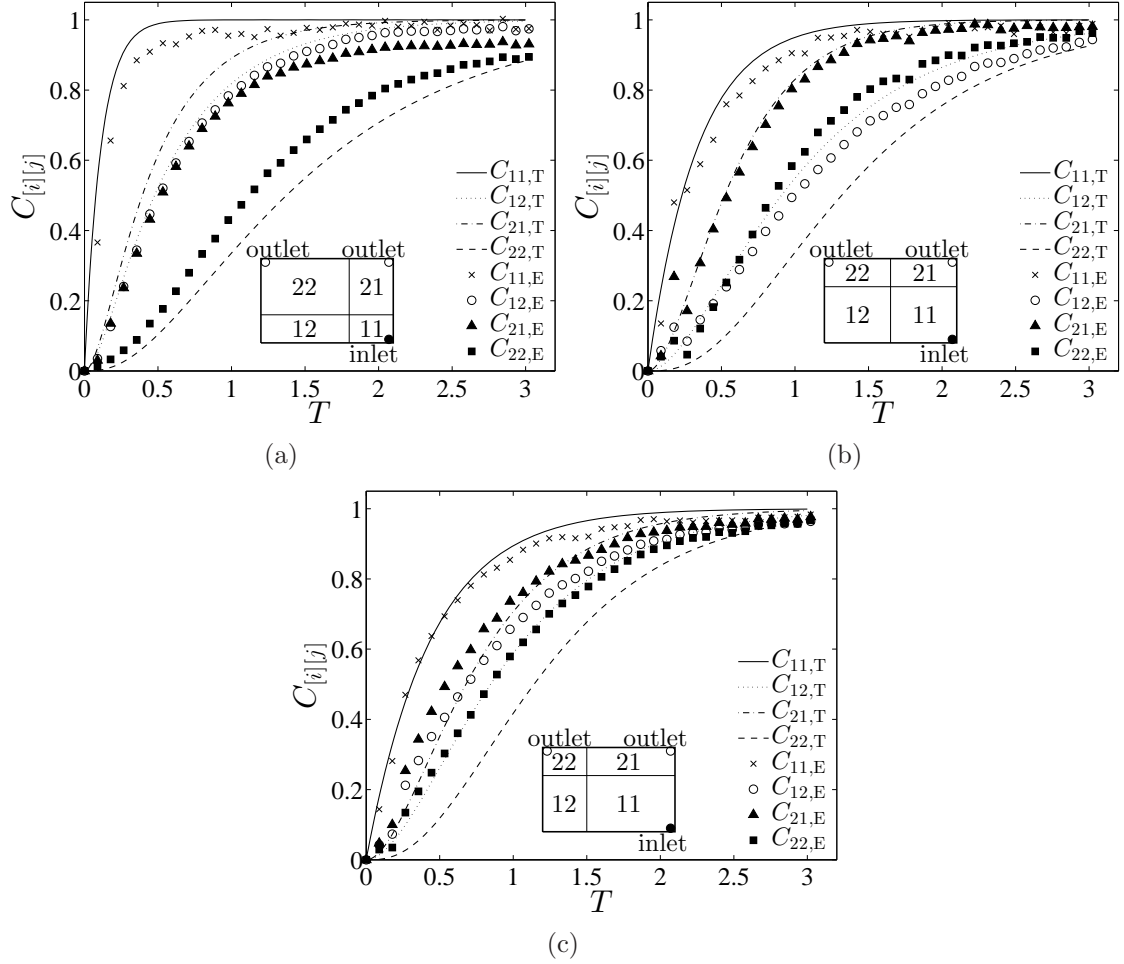 1
0.8
0.6
0.4
0.2
0
C[i][j]
0
0.5
1
1.5
2
2.5
3
T
outlet
outlet
22
21
12
11
inlet
C11,T
C12,T
C21,T
C22,T
C11,E
C12,E
C21,E
C22,E
(a)
1
0.8
0.6
0.4
0.2
0
C[i][j]
0
0.5
1
1.5
2
2.5
3
T
outlet
outlet
22
21
12
11
inlet
C11,T
C12,T
C21,T
C22,T
C11,E
C12,E
C21,E
C22,E
(b)
1
0.8
0.6
0.4
0.2
0
C[i][j]
0
0.5
1
1.5
2
2.5
3
T
outlet
outlet
22
21
12
11
inlet
C11,T
C12,T
C21,T
C22,T
C11,E
C12,E
C21,E
C22,E
(c)